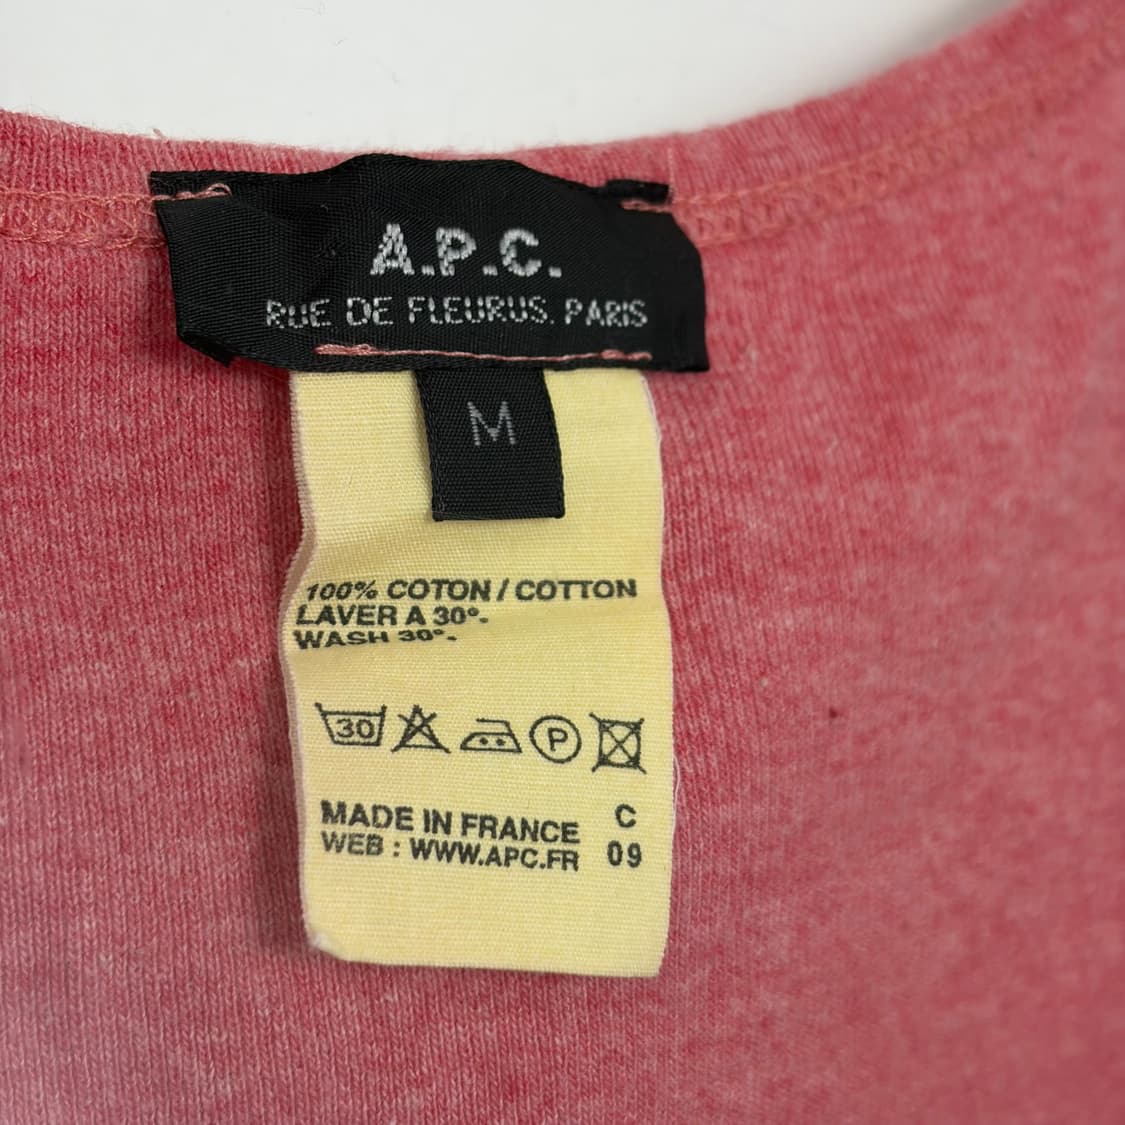 A.P.C.
RUE DE FLEURUS. PARIS
M
100% COTON / COTTON
LAVER A 30°.
WASH 30°.
30 P
MADE IN FRANCE C
WEB : WWW.APC.FR 09